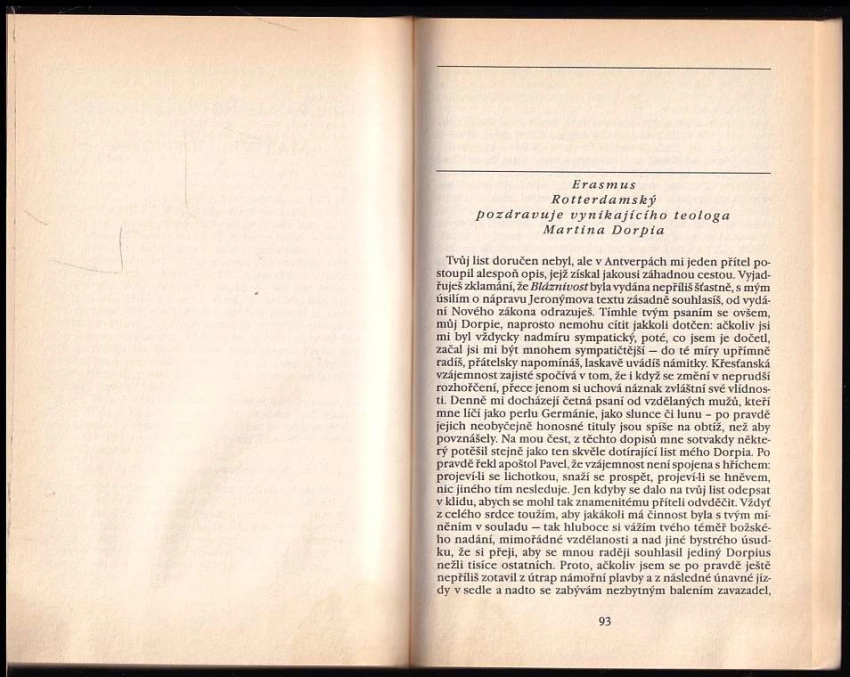 Erasmus
Rotterdamský
pozdravuje vynikajícího teologa
Martina Dorpia
Tvůj list doručen nebyl, ale v Antverpách mi jeden přítel po-
stoupil alespoň opis, jejž získal jakousi záhadnou cestou. Vyjad-
řuješ zklamání, že Bláznivost byla vydána nepříliš šťastně, s mým
úsilím o nápravu Jeronýmova textu zásadně souhlasíš, od vydá-
ní Nového zákona odrazuješ. Tímhle tvým psaním se ovšem,
můj Dorpie, naprosto nemohu cítit jakkoli dotčen: ačkoliv jsi
mi byl vždycky nadmíru sympatický, poté, co jsem je dočetl,
začal jsi mi být mnohem sympatičtější — do té míry upřímně
radíš, přátelsky napomínáš, laskavě uvádíš námitky. Křesťanská
vzájemnost zajisté spočívá v tom, že i když se změní v neprudší
rozhořčení, přece jenom si uchová náznak zvláštní své vlídnos-
ti. Denně mi docházejí četná psaní od vzdělaných mužů, kteří
mne líčí jako perlu Germánie, jako slunce či lunu – po pravdě
jejich neobyčejně honosné tituly jsou spíše na obtíž, než aby
povznášely. Na mou čest, z těchto dopisů mne sotvakdy někte-
rý potěšil stejně jako ten skvěle dotírající list mého Dorpia. Po
pravdě řekl apoštol Pavel, že vzájemnost není spojena s hříchem:
projeví-li se lichotkou, snaží se prospět, projeví-li se hněvem,
nic jiného tím nesleduje. Jen kdyby se dalo na tvůj list odepsat
v klidu, abych se mohl tak znamenitému příteli odvděčit. Vždyť
z celého srdce toužím, aby jakákoli má činnost byla s tvým mí-
něním v souladu — tak hluboce si vážím tvého téměř božské-
ho nadání, mimořádné vzdělanosti a nad jiné bystrého úsud-
ku, že si přeji, aby se mnou raději souhlasil jediný Dorpius
nežli tisíce ostatních. Proto, ačkoliv jsem se po pravdě ještě
nepříliš zotavil z útrap námořní plavby a z následné únavné jíz-
dy v sedle a nadto se zabývám nezbytným balením zavazadel,
93